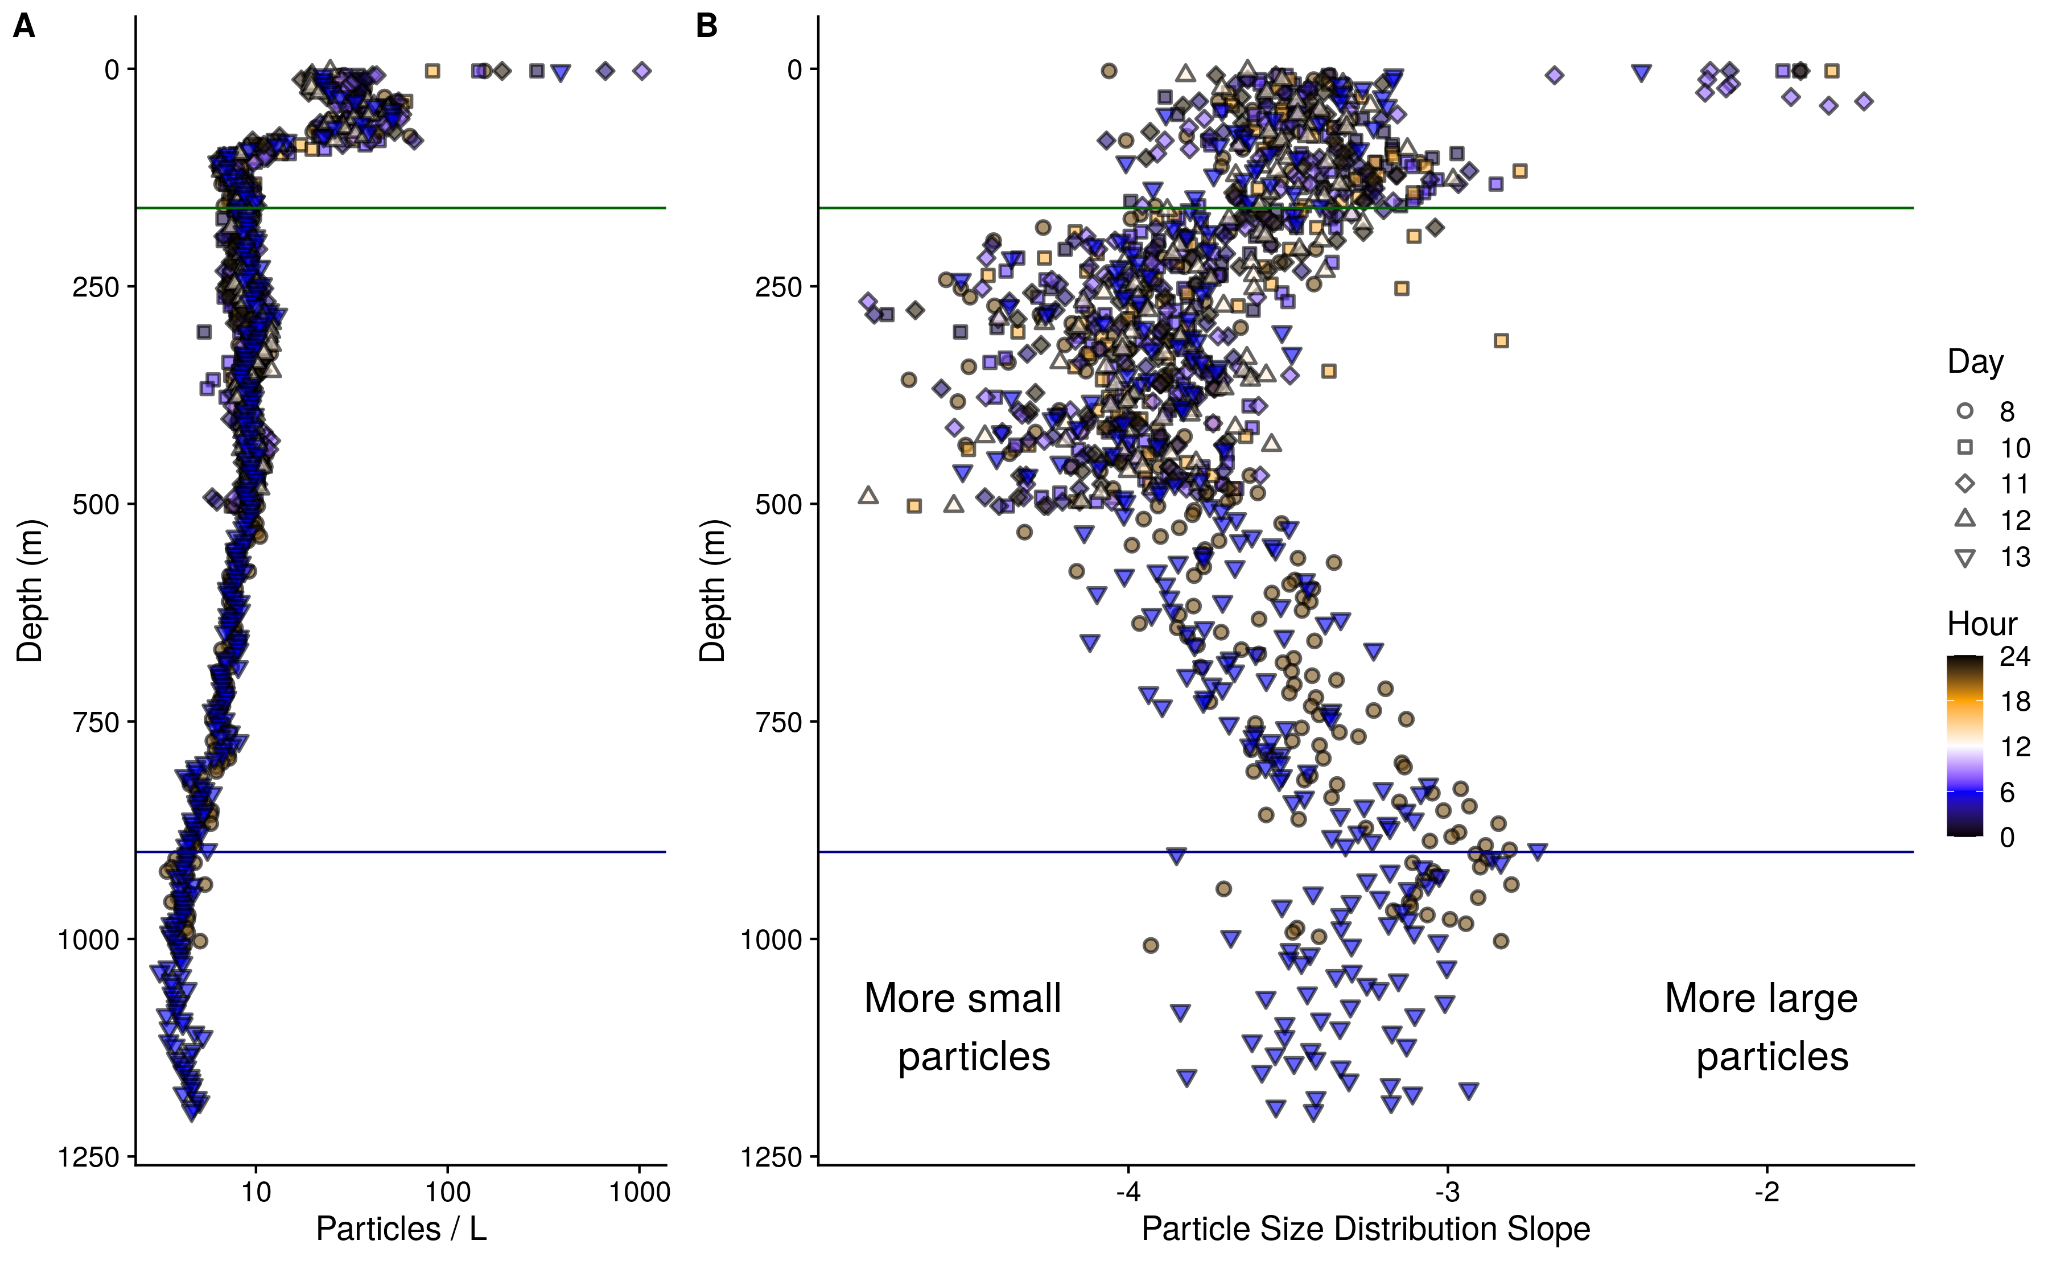 A
B
0
250
500
750
1000
1250
Depth (m)
10
100
1000
Particles / L
0
250
500
750
1000
1250
Depth (m)
-4
-3
-2
Particle Size Distribution Slope
More small
particles
More large
particles
Day
8
10
11
12
13
Hour
24
18
12
6
0